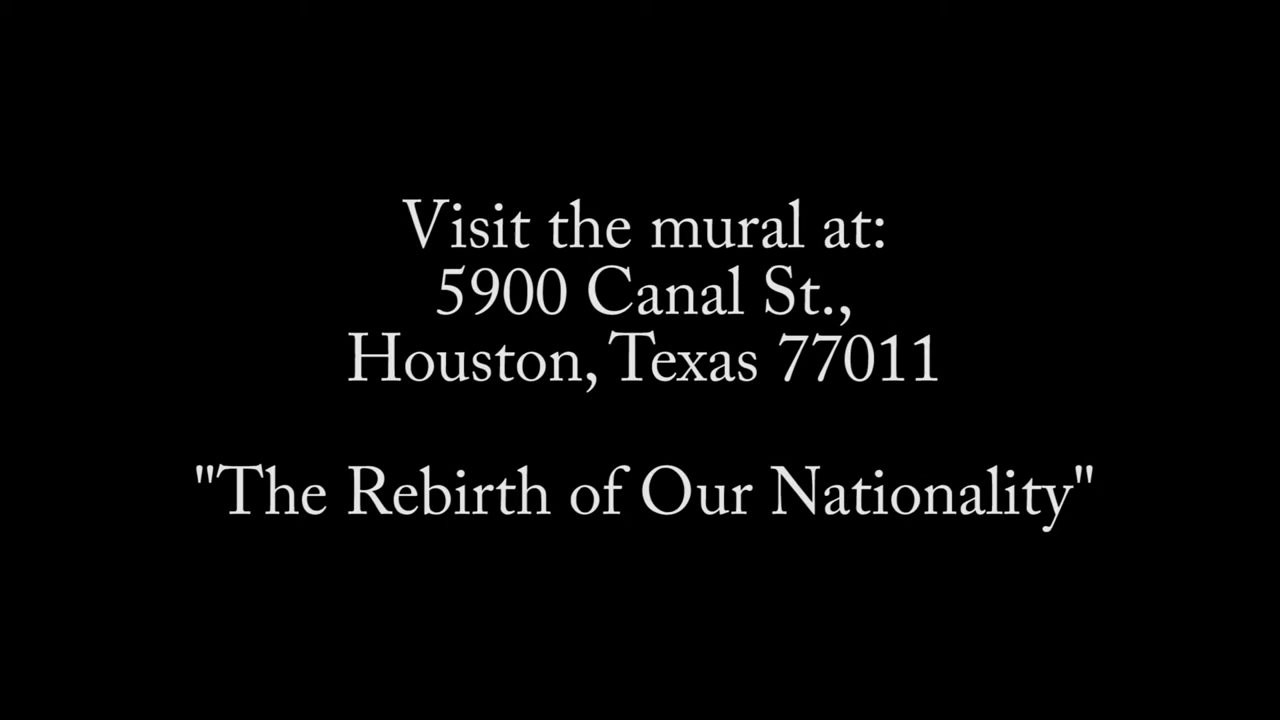 Visit the mural at:
5900 Canal St.,
Houston, Texas 77011
"The Rebirth of Our Nationality"